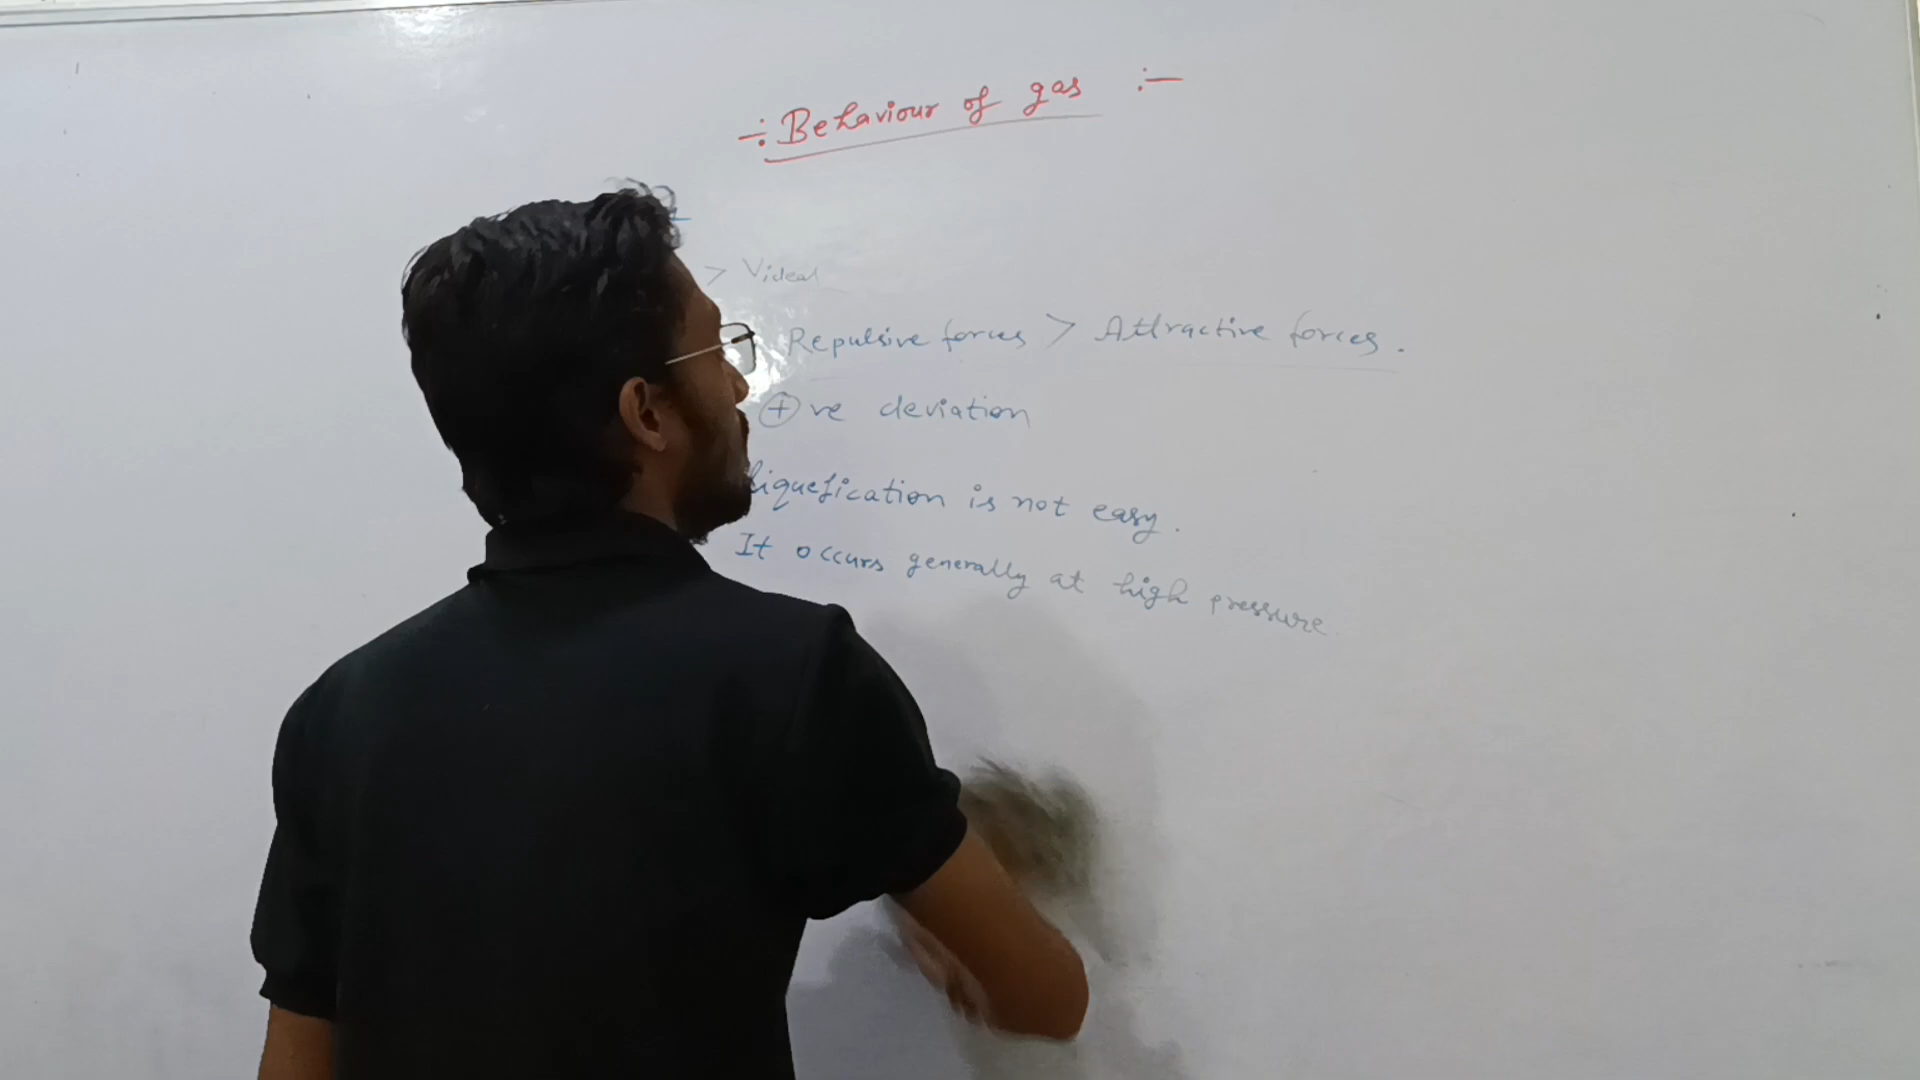 ÷ Behaviour of gas :-
> Videal
Repulsive forces > Attractive forces.
⊕ve deviation
liquefication is not easy.
It occurs generally at high pressure